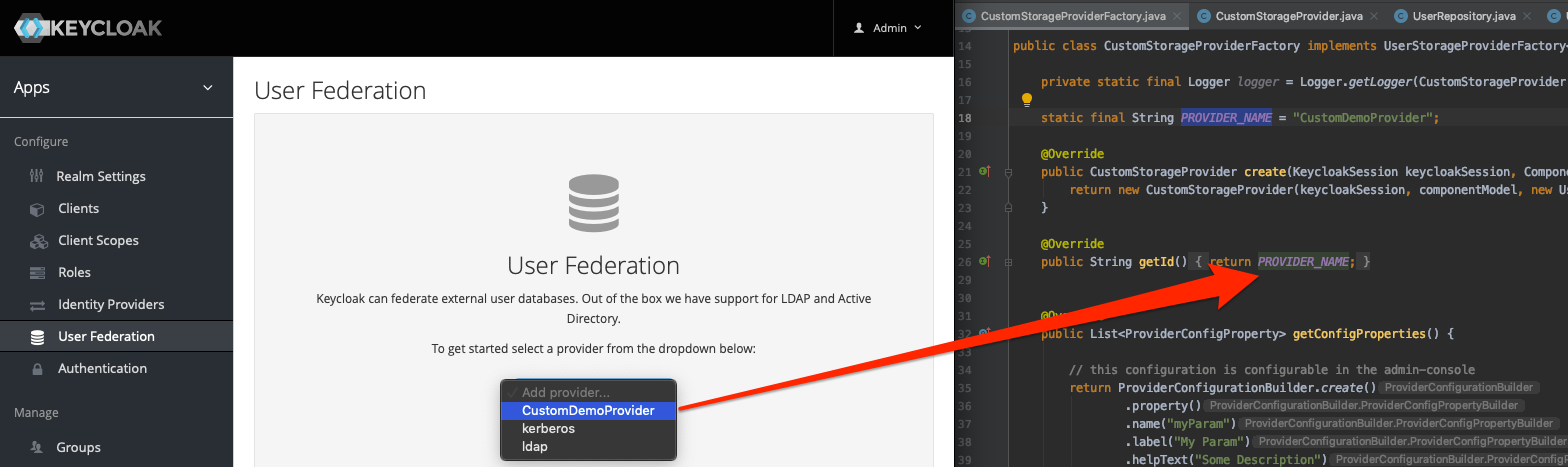 KEYCLOAK
Admin
Apps
Configure
Realm Settings
Clients
Client Scopes
Roles
Identity Providers
User Federation
Authentication
Manage
Groups
User Federation
User Federation
Keycloak can federate external user databases. Out of the box we have support for LDAP and Active
Directory.
To get started select a provider from the dropdown below:
Add provider...
CustomDemoProvider
kerberos
ldap
CustomStorageProviderFactory.java
CustomStorageProvider.java
UserRepository.java
14 public class CustomStorageProviderFactory implements UserStorageProviderFactory
15
16 private static final Logger logger = Logger.getLogger(CustomStorageProvider
17
18 static final String PROVIDER_NAME = "CustomDemoProvider";
19
20 @Override
21 public CustomStorageProvider create(KeycloakSession keycloakSession, Compone
22 return new CustomStorageProvider(keycloakSession, componentModel, new Us
23 }
24
25 @Override
26 public String getId() { return PROVIDER_NAME; }
29
30
31
32 public List<ProviderConfigProperty> getConfigProperties() {
33
34 // this configuration is configurable in the admin-console
35 return ProviderConfigurationBuilder.create() ProviderConfigurationBuilder
36 .property() ProviderConfigurationBuilder.ProviderConfigPropertyBuilder
37 .name("myParam") ProviderConfigurationBuilder.ProviderConfigPropertyBuilder
38 .label("My Param") ProviderConfigurationBuilder.ProviderConfigPropertyBuilder
39 .helpText("Some Description") ProviderConfigurationBuilder.ProviderConfigP